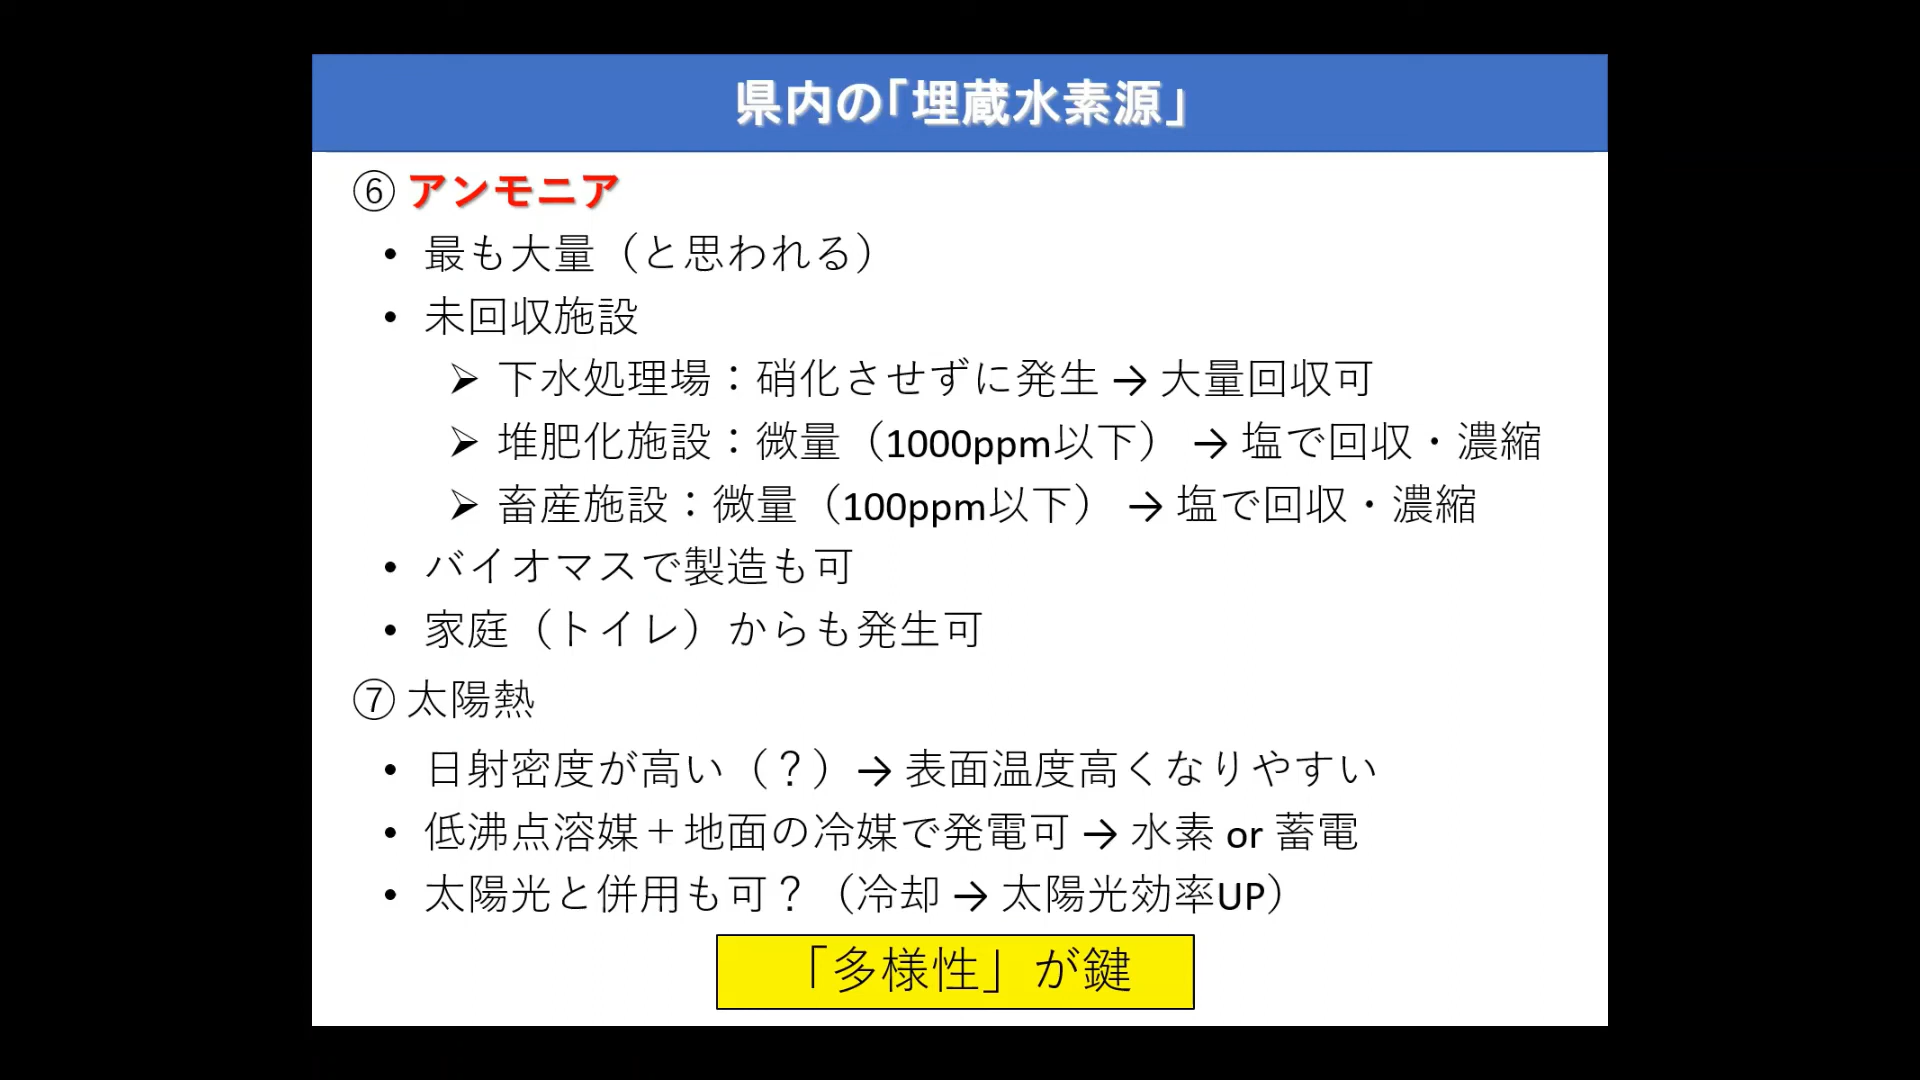 県内の「埋蔵水素源」
⑥ アンモニア
• 最も大量（と思われる）
• 未回収施設
➢ 下水処理場：硝化させずに発生 → 大量回収可
➢ 堆肥化施設：微量（1000ppm以下） → 塩で回収・濃縮
➢ 畜産施設：微量（100ppm以下） → 塩で回収・濃縮
• バイオマスで製造も可
• 家庭（トイレ）からも発生可
⑦ 太陽熱
• 日射密度が高い（？）→ 表面温度高くなりやすい
• 低沸点溶媒＋地面の冷媒で発電可 → 水素 or 蓄電
• 太陽光と併用も可？（冷却 → 太陽光効率UP）
「多様性」が鍵